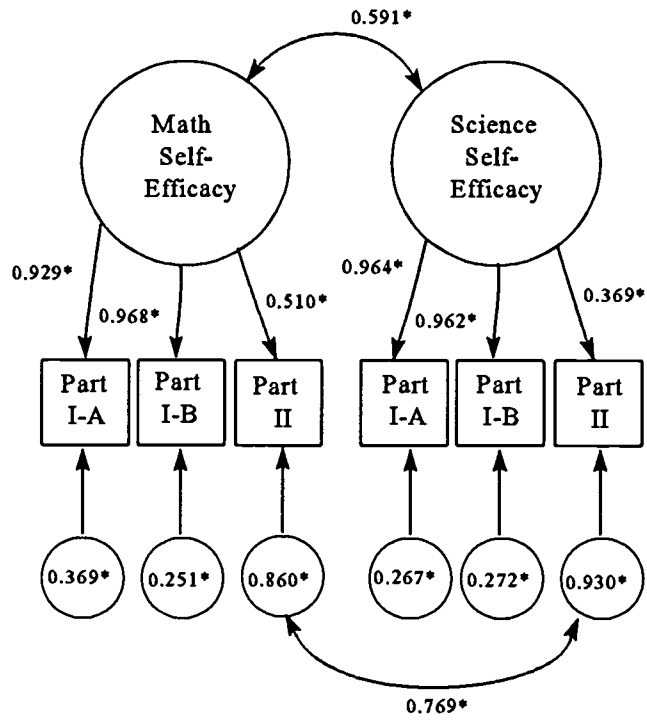 0.591*
Math
Self-
Efficacy
Science
Self-
Efficacy
0.929*
0.968*
0.510*
0.964*
0.962*
0.369*
Part
I-A
Part
I-B
Part
II
Part
I-A
Part
I-B
Part
II
0.369*
0.251*
0.860*
0.267*
0.272*
0.930*
0.769*